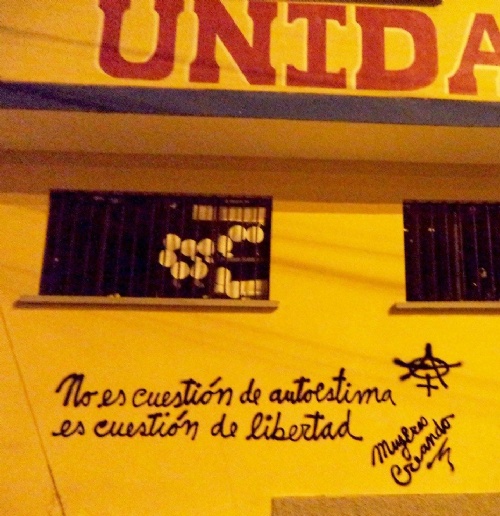 UNIDA
No es cuestión de autoestima
es cuestión de libertad
Mujeres
Creando